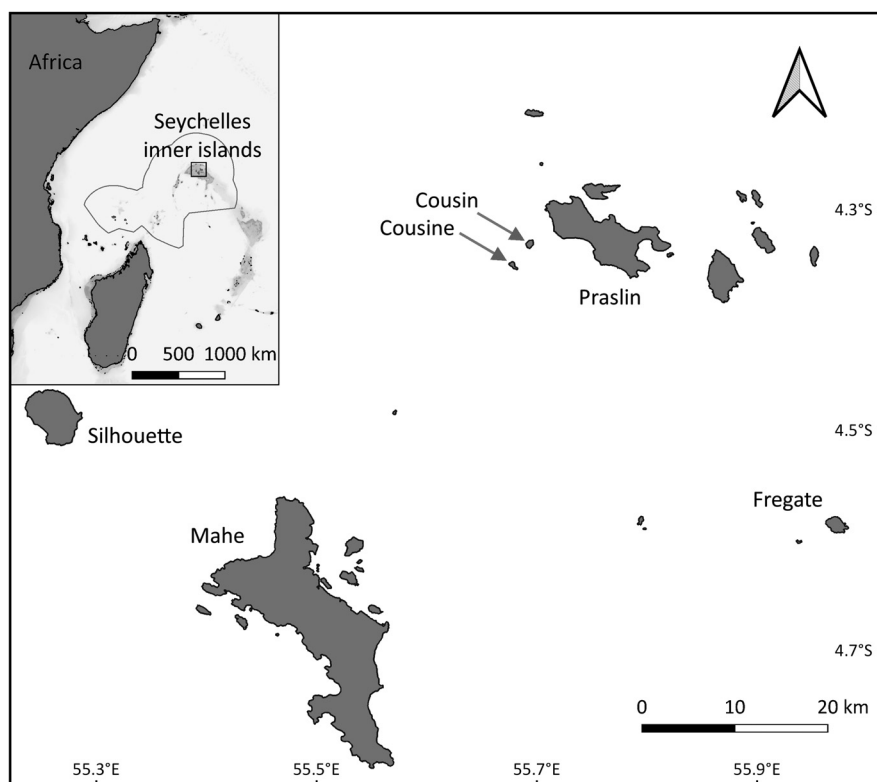 Africa
Seychelles
inner islands
0 500 1000 km
Cousin
Cousine
Praslin
4.3°S
Silhouette
4.5°S
Fregate
Mahe
4.7°S
0 10 20 km
55.3°E 55.5°E 55.7°E 55.9°E